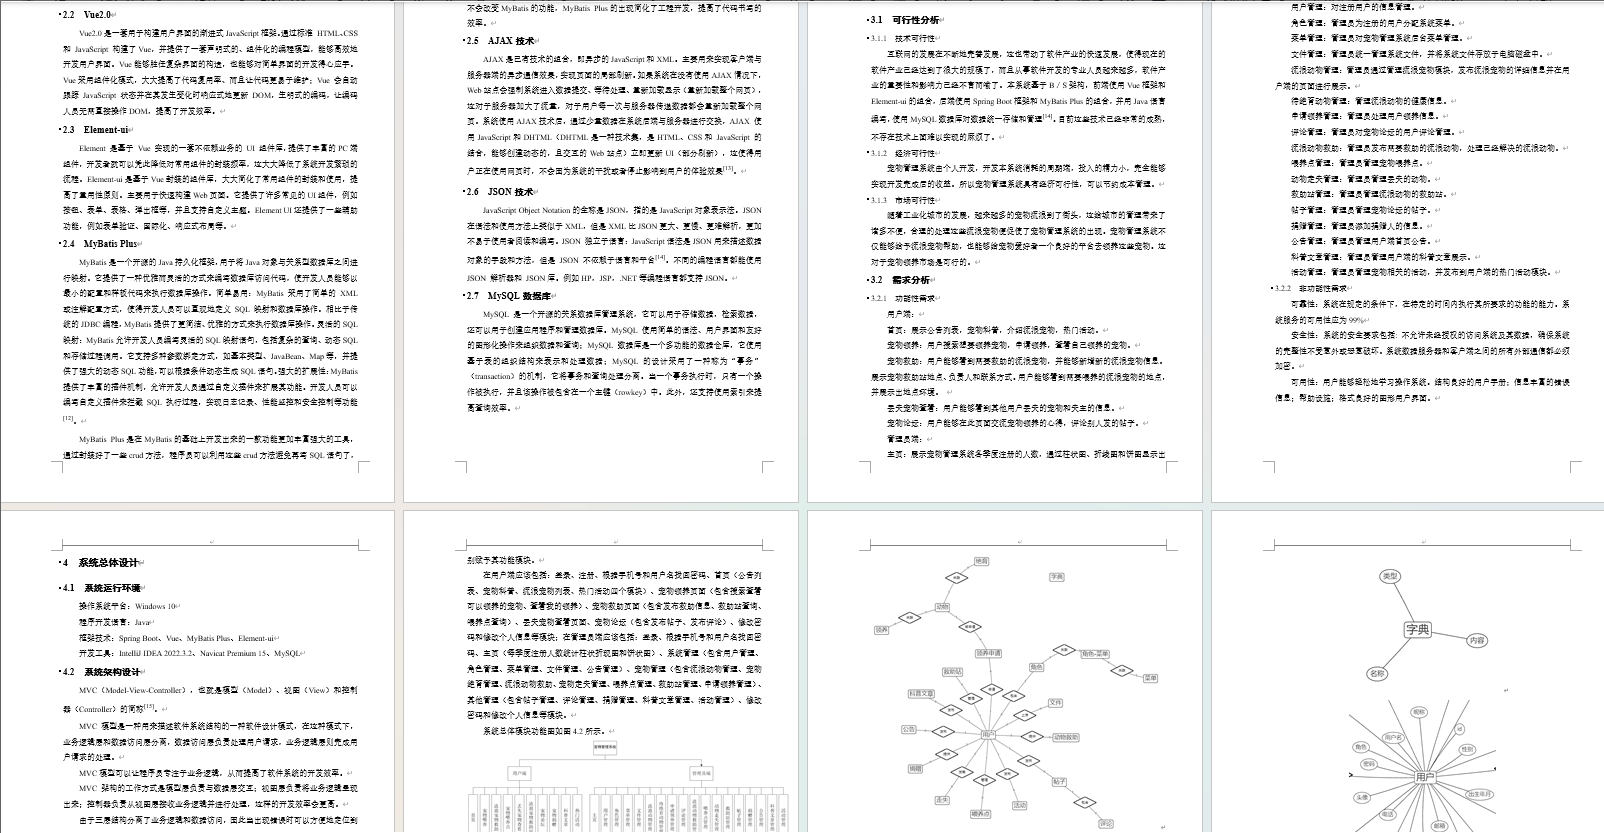 2.2 Vue2.0
Vue2.0 是一套用于构建用户界面的渐进式 JavaScript 框架。通过标准 HTML、CSS
和 JavaScript 构建了 Vue，并提供了一套声明式的、组件化的编程模型，能够高效地
开发用户界面。Vue 能够胜任复杂界面的构造，也能够对简单界面的开发得心应手。
Vue 采用组件化模式，大大提高了代码复用率、而且让代码更易于维护；Vue 会自动
跟踪 JavaScript 状态并在其发生变化时响应式地更新 DOM，生明式的编码，让编码
人员无需直接操作 DOM，提高了开发效率。
2.3 Element-ui
Element 是基于 Vue 实现的一套不依赖业务的 UI 组件库，提供了丰富的 PC 端
组件，开发者就可以凭此降低对常用组件的封装频率，这大大降低了系统开发繁琐的
流程。Element-ui 是基于 Vue 封装的组件库，大大简化了常用组件的封装和使用，提
高了重用性原则。主要用于快速构建 Web 页面。它提供了许多常见的 UI 组件，例如
按钮、表单、表格、弹出框等，并且支持自定义主题。Element UI 还提供了一些辅助
功能，例如表单验证、国际化、响应式布局等。
2.4 MyBatis Plus
MyBatis 是一个开源的 Java 持久化框架，用于将 Java 对象与关系型数据库之间进
行映射。它提供了一种优雅而灵活的方式来编写数据库访问代码，使开发人员能够以
最小的配置和样板代码来执行数据库操作。简单易用：MyBatis 采用了简单的 XML
或注解配置方式，使得开发人员可以直观地定义 SQL 映射和数据库操作。相比于传
统的 JDBC 编程，MyBatis 提供了更简洁、优雅的方式来执行数据库操作。灵活的 SQL
映射：MyBatis 允许开发人员编写灵活的 SQL 映射语句，包括复杂的查询、动态 SQL
和存储过程调用。它支持多种参数绑定方式，如基本类型、JavaBean、Map 等，并提
供了强大的动态 SQL 功能，可以根据条件动态生成 SQL 语句。强大的扩展性：MyBatis
提供了丰富的插件机制，允许开发人员通过自定义插件来扩展其功能。开发人员可以
编写自定义插件来拦截 SQL 执行过程，实现日志记录、性能监控和安全控制等功能
[12]。
MyBatis Plus 是在 MyBatis 的基础上开发出来的一款功能更加丰富强大的工具，
通过封装好了一些 crud 方法，程序员可以利用这些 crud 方法避免再写 SQL 语句了，
不会改变 MyBatis 的功能，MyBatis Plus 的出现简化了工程开发，提高了代码书写的
效率。
2.5 AJAX 技术
AJAX 是已有技术的组合，即异步的 JavaScript 和 XML。主要用来实现客户端与
服务器端的异步通信效果，实现页面的局部刷新。如果系统在没有使用 AJAX 情况下，
Web 站点会强制系统进入数据提交、等待处理、重新加载显示（重新加载整个网页），
这对于服务器加大了流量，对于用户每一次与服务器传递数据都会重新加载整个网
页。系统使用 AJAX 技术后，通过少量数据在系统后端与服务器进行交换，AJAX 使
用 JavaScript 和 DHTML（DHTML 是一种技术集，是 HTML、CSS 和 JavaScript 的
结合，能够创建动态的，且交互的 Web 站点）立即更新 UI（部分刷新），这使得用
户正在使用网页时，不会因为系统的干扰或者停止影响到用户的体验效果[13]。
2.6 JSON 技术
JavaScript Object Notation 的全称是 JSON，指的是 JavaScript 对象表示法。JSON
在语法和使用方法上类似于 XML，但是 XML 比 JSON 更大、更慢、更难解析，更加
不易于使用者阅读和编写。JSON 独立于语言：JavaScript 语法是 JSON 用来描述数据
对象的手段和方法，但是 JSON 不依赖于语言和平台[14]。不同的编程语言都能使用
JSON 解析器和 JSON 库。例如 HP，JSP，.NET 等编程语言都支持 JSON。
2.7 MySQL 数据库
MySQL 是一个开源的关系数据库管理系统，它可以用于存储数据，检索数据，
还可以用于创建应用程序和管理数据库。MySQL 使用简单的语法、用户界面和友好
的图形化操作来组织数据和查询；MySQL 数据库是一个多功能的数据仓库，它使用
基于表的组织结构来表示和处理数据；MySQL 的设计采用了一种称为“事务”
（transaction）的机制，它将事务和查询处理分离。当一个事务执行时，只有一个操
作被执行，并且该操作被包含在一个主键（rowkey）中。此外，还支持使用索引来提
高查询效率。
3.1 可行性分析
3.1.1 技术可行性
互联网的发展在不断地完善发展，这也带动了软件产业的快速发展，使得现在的
软件产业已经达到了很大的规模了，而且从事软件开发的专业人员越来越多，软件产
业的重要性和影响力已经不言而喻了。本系统基于 B / S 架构，前端使用 Vue 框架和
Element-ui 的组合，后端使用 Spring Boot 框架和 MyBatis Plus 的组合，并用 Java 语言
编写，使用 MySQL 数据库对数据统一存储和管理[14]。目前这些技术已经非常的成熟，
不存在技术上面难以实现的麻烦了。
3.1.2 经济可行性
宠物管理系统由个人开发，开发本系统消耗的周期短，投入的精力小，完全能够
实现开发完成后的收益。所以宠物管理系统具有经济可行性，可以节约成本管理。
3.1.3 市场可行性
随着工业化城市的发展，越来越多的宠物流浪到了街头，这给城市的管理带来了
诸多不便，合理的处理这些流浪宠物便促使了宠物管理系统的出现。宠物管理系统不
仅能够给予流浪宠物帮助，也能够给宠物爱好者一个良好的平台去领养这些宠物。这
对于宠物领养市场是可行的。
3.2 需求分析
3.2.1 功能性需求
用户端：
首页：展示公告列表，宠物科普，介绍流浪宠物，热门活动。
宠物领养：用户搜索想要领养宠物，申请领养，查看自己领养的宠物。
宠物救助：用户能够看到需要救助的流浪宠物，并能够新增新的流浪宠物信息。
展示宠物救助站地点、负责人和联系方式。用户能够看到需要喂养的流浪宠物的地点，
并展示出地点环境。
丢失宠物查看：用户能够看到其他用户丢失的宠物和失主的信息。
宠物论坛：用户能够在此页面交流宠物领养的心得，评论别人发的帖子。
管理员端：
主页：展示宠物管理系统各季度注册的人数，通过柱状图、折线图和饼图显示出
用户管理：对注册用户的信息管理。
角色管理：管理员为注册的用户分配系统菜单。
菜单管理：管理员对宠物管理系统后台菜单管理。
文件管理：管理员统一管理系统文件，并将系统文件存放于电脑磁盘中。
流浪动物管理：管理员通过管理流浪宠物模块，发布流浪宠物的详细信息并在用
户端的页面进行展示。
待绝育动物管理：管理流浪动物的健康信息。
申请领养管理：管理员处理用户领养信息。
评论管理：管理员对宠物论坛的用户评论管理。
流浪动物救助：管理员发布需要救助的流浪动物，处理已经解决的流浪动物。
喂养点管理：管理员管理宠物喂养点。
动物走失管理：管理员管理丢失的动物。
救助站管理：管理员管理流浪动物的救助站。
帖子管理：管理员管理宠物论坛的帖子。
捐赠管理：管理员添加捐赠人的信息。
公告管理：管理员管理用户端首页公告。
科普文章管理：管理员管理用户端的科普文章展示。
活动管理：管理员管理宠物相关的活动，并发布到用户端的热门活动模块。
3.2.2 非功能性需求
可靠性：系统在规定的条件下，在特定的时间内执行其所要求的功能的能力。系
统服务的可用性应为 99%
安全性：系统的安全要求包括：不允许未经授权的访问系统及其数据，确保系统
的完整性不受意外或恶意破坏。系统数据服务器和客户端之间的所有外部通信都必须
加密。
可用性：用户能够轻松地学习操作系统。结构良好的用户手册；信息丰富的错误
信息；帮助设施；格式良好的图形用户界面。
4 系统总体设计
4.1 系统运行环境
操作系统平台：Windows 10
程序开发语言：Java
框架技术：Spring Boot、Vue、MyBatis Plus、Element-ui
开发工具：IntelliJ IDEA 2022.3.2、Navicat Premium 15、MySQL
4.2 系统架构设计
MVC（Model-View-Controller），也就是模型（Model）、视图（View）和控制
器（Controller）的简称[15]。
MVC 模型是一种用来描述软件系统结构的一种软件设计模式，在这种模式下，
业务逻辑层和数据访问层分离，数据访问层负责处理用户请求，业务逻辑层则完成用
户请求的处理。
MVC 模型可以让程序员专注于业务逻辑，从而提高了软件系统的开发效率。
MVC 架构的工作方式是模型层负责与数据层交互；视图层负责将业务逻辑呈现
出来；控制器负责从视图层接收业务逻辑并进行处理，这样的开发效率会更高。
由于三层结构分离了业务逻辑和数据访问，因此当出现错误时可以方便地定位到
别赋予其功能模块。
在用户端应该包括：登录、注册、根据手机号和用户名找回密码、首页（公告列
表、宠物科普、流浪宠物列表、热门活动四个模块）、宠物领养页面（包含搜索查看
可以领养的宠物、查看我的领养）、宠物救助页面（包含发布救助信息、救助站查询、
喂养点查询）、丢失宠物查看页面、宠物论坛（包含发布帖子、发布评论）、修改密
码和修改个人信息等模块；在管理员端应该包括：登录、根据手机号和用户名找回密
码、主页（每季度注册人数统计柱状折现图和饼状图）、系统管理（包含用户管理、
角色管理、菜单管理、文件管理、公告管理）、宠物管理（包含流浪动物管理、宠物
绝育管理、流浪动物救助、宠物走失管理、喂养点管理、救助站管理、申请领养管理）、
其他管理（包含帖子管理、评论管理、捐赠管理、科普文章管理、活动管理）、修改
密码和修改个人信息等模块。
系统总体模块功能图如图 4.2 所示。
宠物管理系统
用户端
管理员端
绝育
字典
动物
领养
领养申请
角色
角色-菜单
菜单
救助站
科普文章
文件
公告
用户
动物救助
捐赠
帖子
走失
喂养点
活动
评论
类型
字典
内容
名称
昵称
用户名
id
角色
性别
密码
用户
头像
出生年月
电话
邮箱